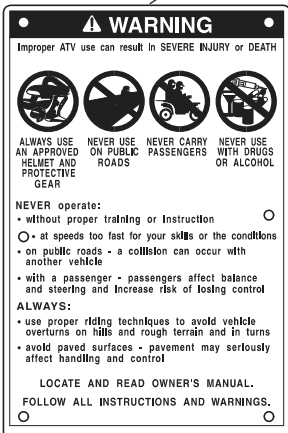 ⚠ WARNING
Improper ATV use can result in SEVERE INJURY or DEATH
ALWAYS USE
AN APPROVED
HELMET AND
PROTECTIVE
GEAR
NEVER USE
ON PUBLIC
ROADS
NEVER CARRY
PASSENGERS
NEVER USE
WITH DRUGS
OR ALCOHOL
NEVER operate:
• without proper training or instruction
• at speeds too fast for your skills or the conditions
• on public roads - a collision can occur with
another vehicle
• with a passenger - passengers affect balance
and steering and increase risk of losing control
ALWAYS:
• use proper riding techniques to avoid vehicle
overturns on hills and rough terrain and in turns
• avoid paved surfaces - pavement may seriously
affect handling and control
LOCATE AND READ OWNER'S MANUAL.
FOLLOW ALL INSTRUCTIONS AND WARNINGS.